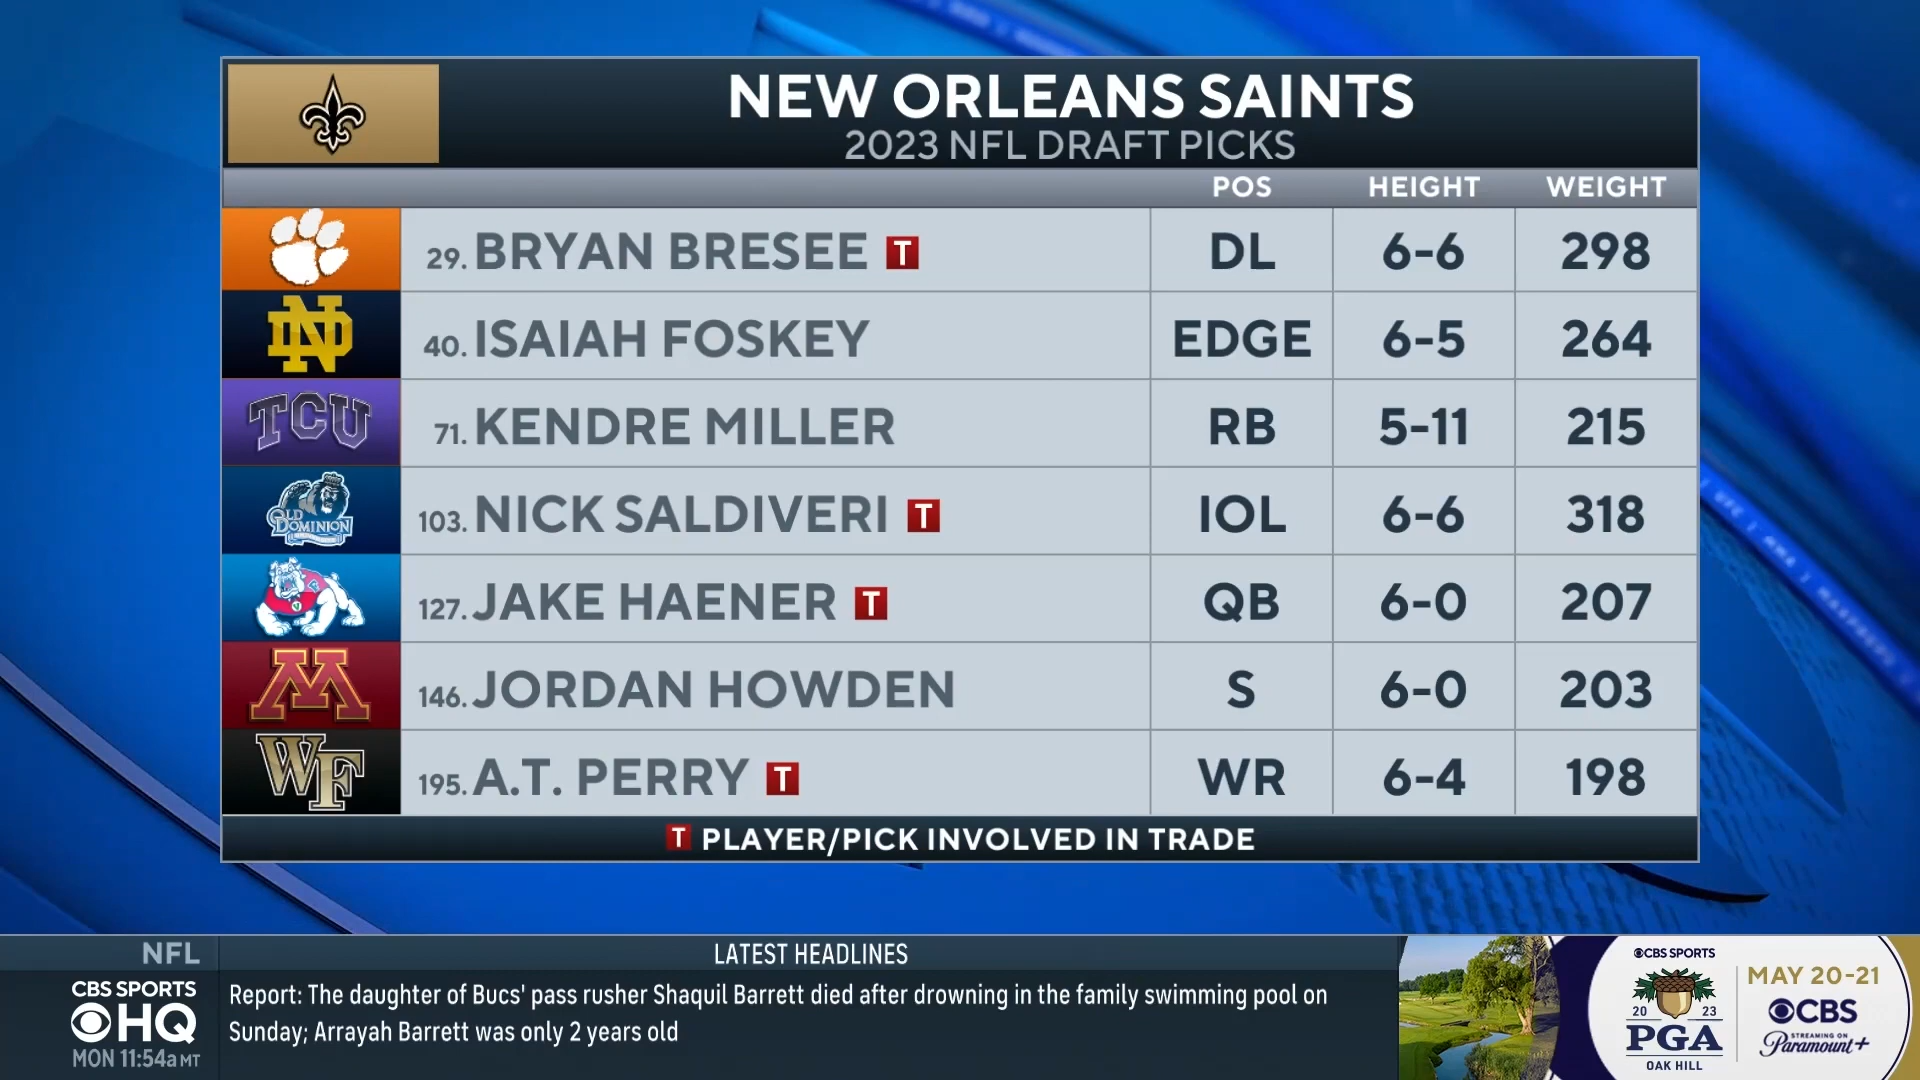 NEW ORLEANS SAINTS
2023 NFL DRAFT PICKS
POS HEIGHT WEIGHT
29. BRYAN BRESEE T DL 6-6 298
ND 40. ISAIAH FOSKEY EDGE 6-5 264
TCU 71. KENDRE MILLER RB 5-11 215
OLD DOMINION 103. NICK SALDIVERI T IOL 6-6 318
127. JAKE HAENER T QB 6-0 207
M 146. JORDAN HOWDEN S 6-0 203
WF 195. A.T. PERRY T WR 6-4 198
T PLAYER/PICK INVOLVED IN TRADE
NFL
CBS SPORTS
HQ
MON 11:54a MT
LATEST HEADLINES
Report: The daughter of Bucs' pass rusher Shaquil Barrett died after drowning in the family swimming pool on
Sunday; Arrayah Barrett was only 2 years old
CBS SPORTS
20 23
PGA
OAK HILL
MAY 20-21
CBS
STREAMING ON
Paramount+